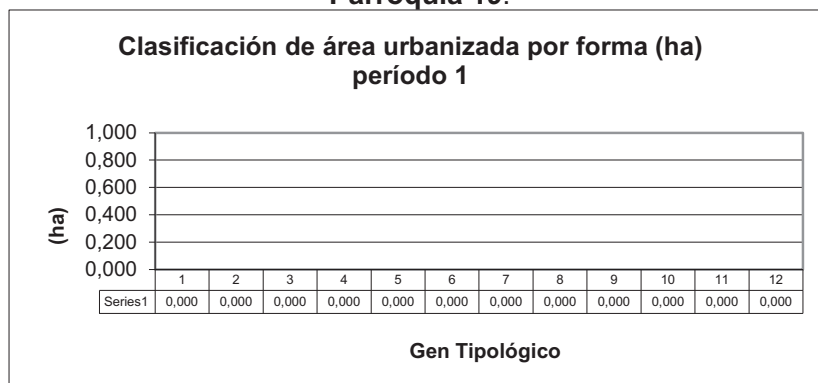 Clasificación de área urbanizada por forma (ha)
período 1
1,000
0,800
0,600
0,400
0,200
0,000
(ha)
1 2 3 4 5 6 7 8 9 10 11 12
Series1 0,000 0,000 0,000 0,000 0,000 0,000 0,000 0,000 0,000 0,000 0,000 0,000
Gen Tipológico